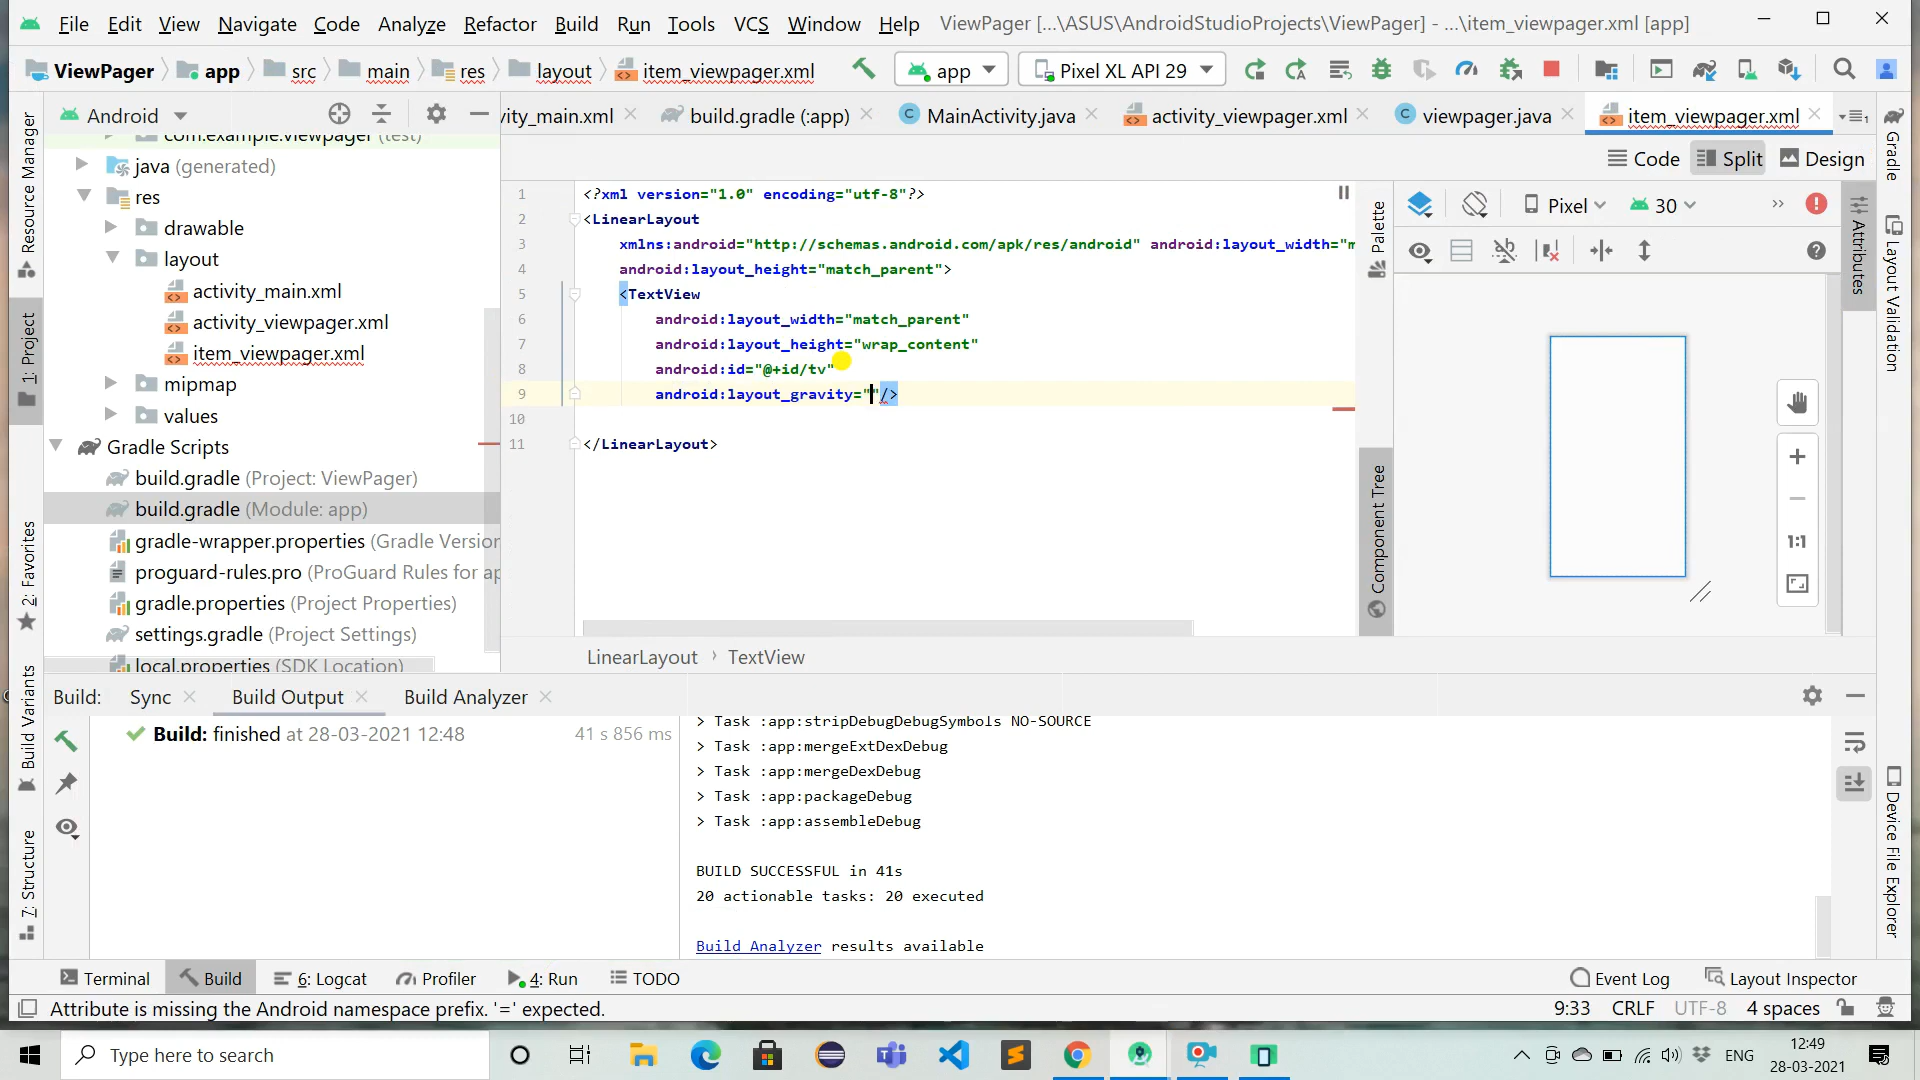 File Edit View Navigate Code Analyze Refactor Build Run Tools VCS Window Help ViewPager [...\ASUS\AndroidStudioProjects\ViewPager] - ...\item_viewpager.xml [app]
ViewPager app src main res layout item_viewpager.xml app Pixel XL API 29
Android
ity_main.xml build.gradle (:app) MainActivity.java activity_viewpager.xml viewpager.java item_viewpager.xml
Code Split Design
com.example.viewpager (test)
java (generated)
res
drawable
layout
activity_main.xml
activity_viewpager.xml
item_viewpager.xml
mipmap
values
Gradle Scripts
build.gradle (Project: ViewPager)
build.gradle (Module: app)
gradle-wrapper.properties (Gradle Version
proguard-rules.pro (ProGuard Rules for ap
gradle.properties (Project Properties)
settings.gradle (Project Settings)
local.properties (SDK Location)
1 <?xml version="1.0" encoding="utf-8"?>
2 <LinearLayout
3 xmlns:android="http://schemas.android.com/apk/res/android" android:layout_width="m
4 android:layout_height="match_parent">
5 <TextView
6 android:layout_width="match_parent"
7 android:layout_height="wrap_content"
8 android:id="@+id/tv"
9 android:layout_gravity=""/>
10
11 </LinearLayout>
LinearLayout › TextView
Pixel 30
1:1
Palette
Component Tree
Attributes
Resource Manager
1: Project
2: Favorites
Build Variants
7: Structure
Gradle
Layout Validation
Device File Explorer
Build: Sync Build Output Build Analyzer
Build: finished at 28-03-2021 12:48 41 s 856 ms
> Task :app:stripDebugDebugSymbols NO-SOURCE
> Task :app:mergeExtDexDebug
> Task :app:mergeDexDebug
> Task :app:packageDebug
> Task :app:assembleDebug
BUILD SUCCESSFUL in 41s
20 actionable tasks: 20 executed
Build Analyzer results available
Terminal Build 6: Logcat Profiler 4: Run TODO Event Log Layout Inspector
Attribute is missing the Android namespace prefix. '=' expected. 9:33 CRLF UTF-8 4 spaces
Type here to search ENG 12:49
28-03-2021